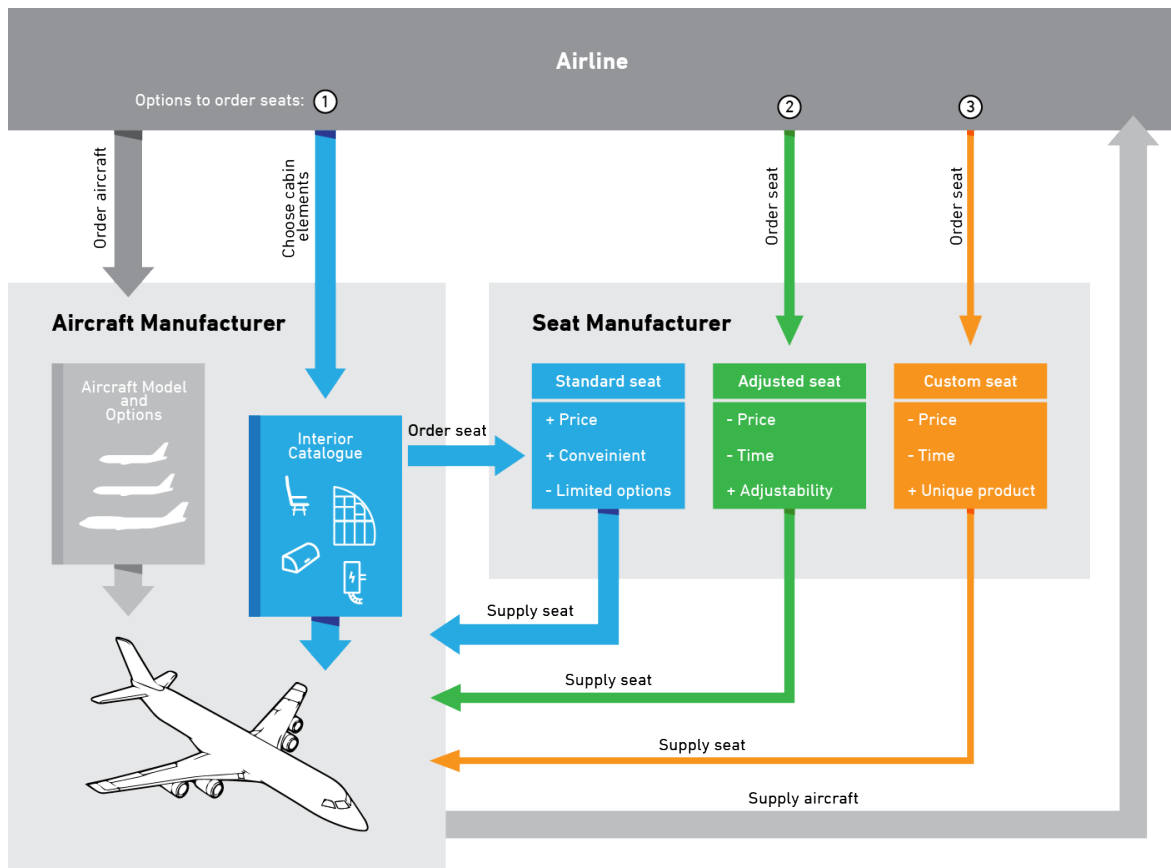 Airline
Options to order seats: 1
2
3
Order aircraft
Choose cabin
elements
Order seat
Order seat
Aircraft Manufacturer
Aircraft Model
and
Options
Interior
Catalogue
Order seat
Seat Manufacturer
Standard seat
+ Price
+ Conveinient
- Limited options
Adjusted seat
- Price
- Time
+ Adjustability
Custom seat
- Price
- Time
+ Unique product
Supply seat
Supply seat
Supply seat
Supply aircraft